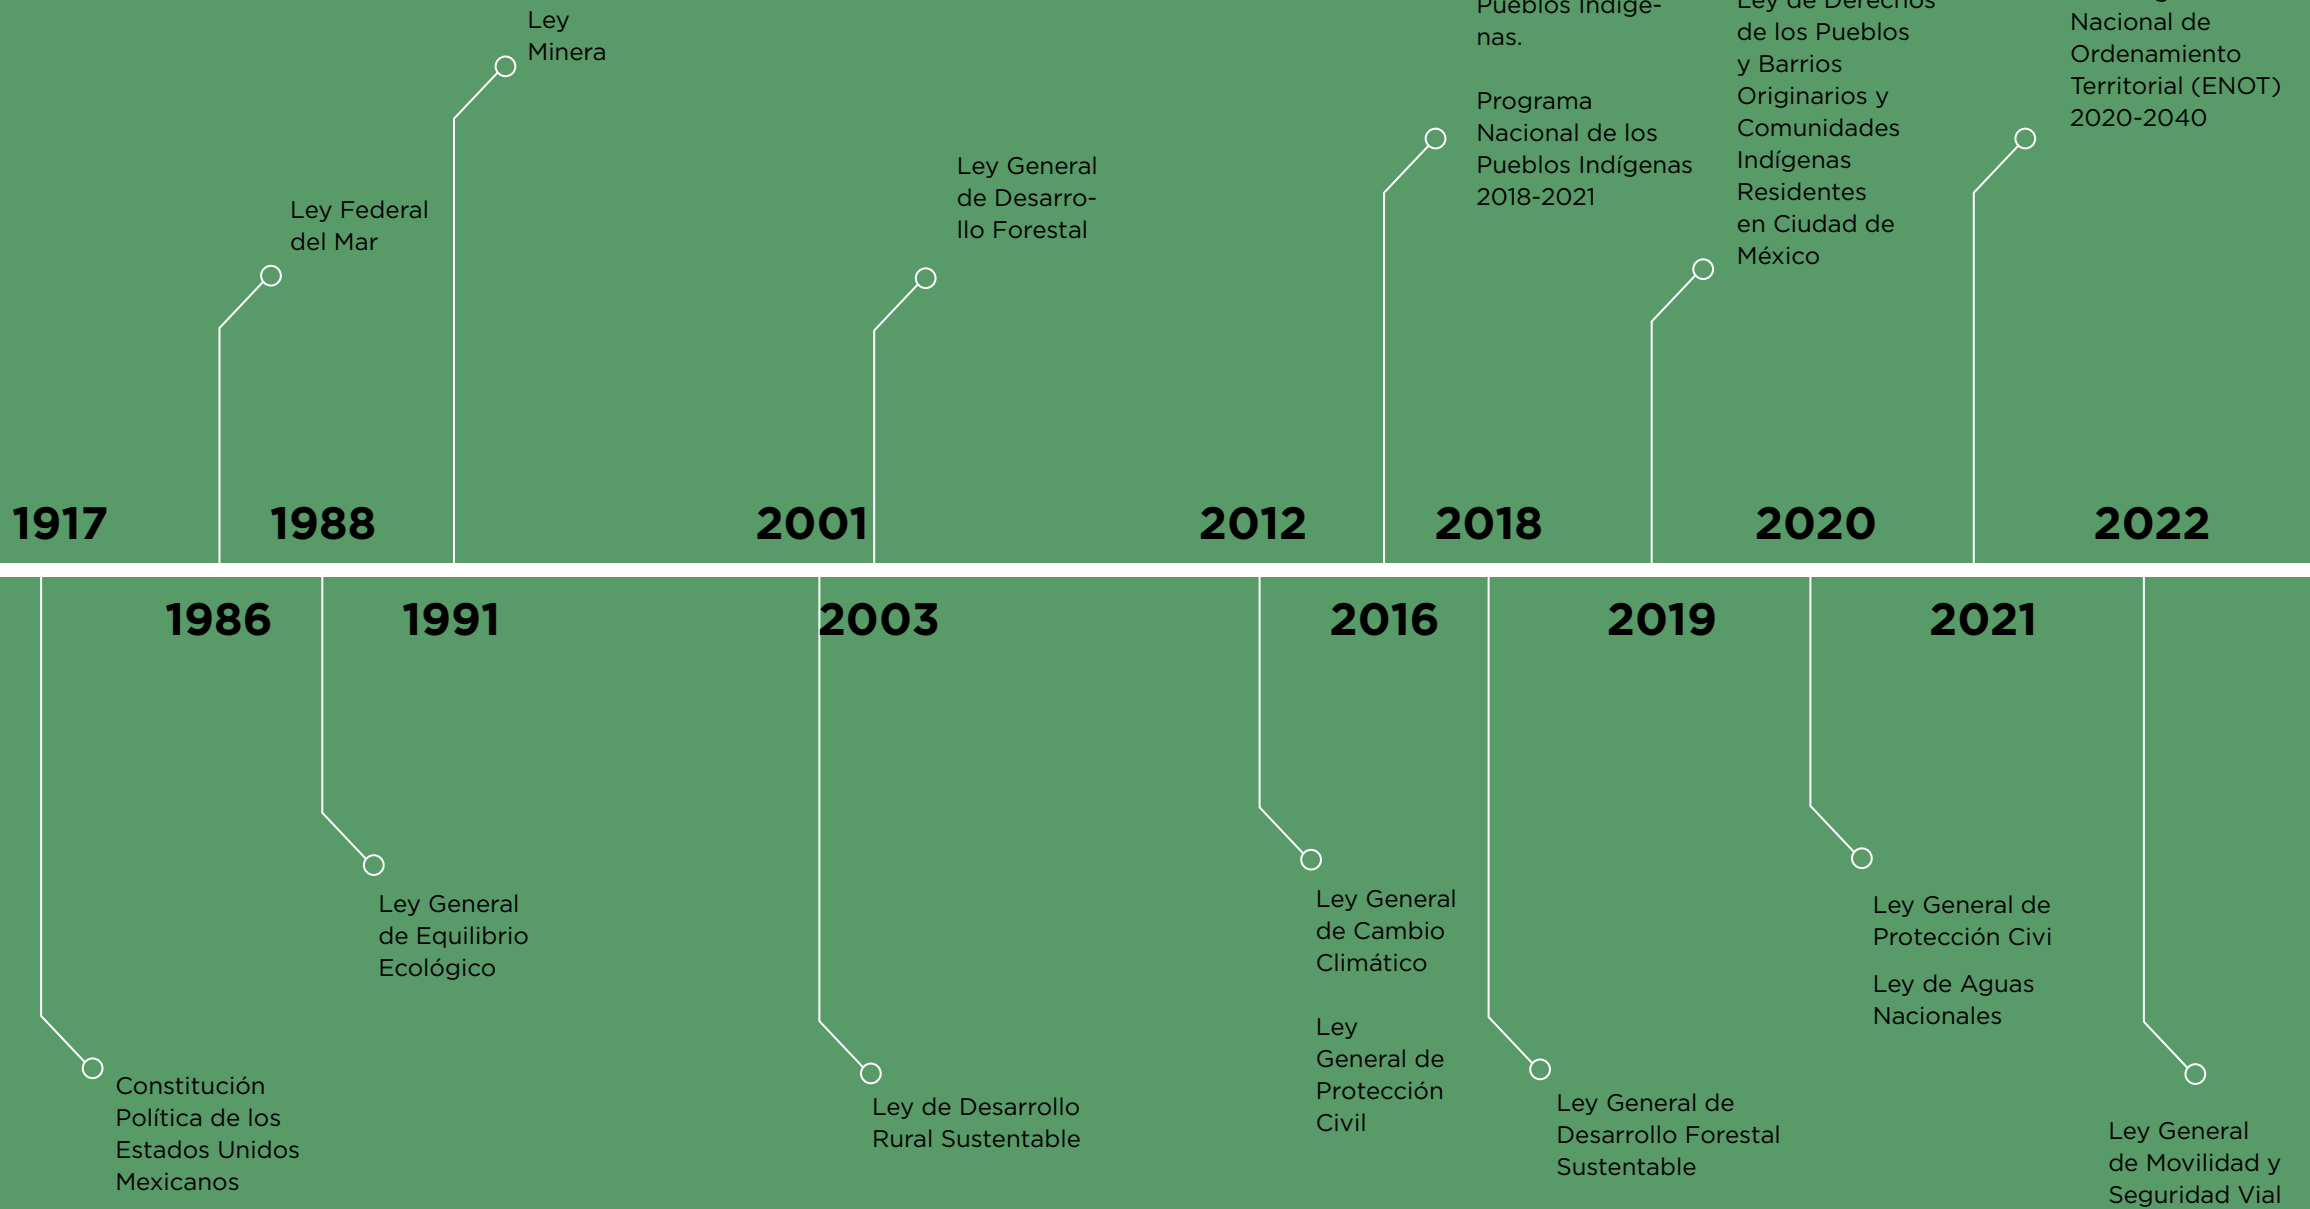 Ley
Minera
Ley Federal
del Mar
Ley General
de Desarro-
llo Forestal
Pueblos Indíge-
nas.
Programa
Nacional de los
Pueblos Indígenas
2018-2021
Ley de Derechos
de los Pueblos
y Barrios
Originarios y
Comunidades
Indígenas
Residentes
en Ciudad de
México
Nacional de
Ordenamiento
Territorial (ENOT)
2020-2040
1917
1988
2001
2012
2018
2020
2022
1986
1991
2003
2016
2019
2021
Constitución
Política de los
Estados Unidos
Mexicanos
Ley General
de Equilibrio
Ecológico
Ley de Desarrollo
Rural Sustentable
Ley General
de Cambio
Climático
Ley
General de
Protección
Civil
Ley General de
Desarrollo Forestal
Sustentable
Ley General de
Protección Civi
Ley de Aguas
Nacionales
Ley General
de Movilidad y
Seguridad Vial